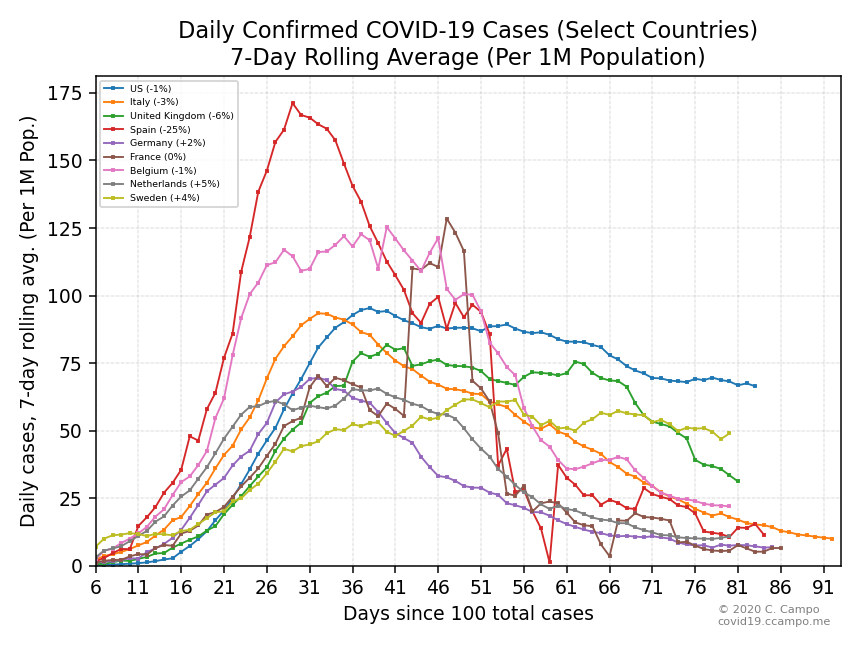 Daily Confirmed COVID-19 Cases (Select Countries)
7-Day Rolling Average (Per 1M Population)
Daily cases, 7-day rolling avg. (Per 1M Pop.)
175
150
125
100
75
50
25
0
US (-1%)
Italy (-3%)
United Kingdom (-6%)
Spain (-25%)
Germany (+2%)
France (0%)
Belgium (-1%)
Netherlands (+5%)
Sweden (+4%)
6 11 16 21 26 31 36 41 46 51 56 61 66 71 76 81 86 91
Days since 100 total cases
© 2020 C. Campo
covid19.ccampo.me